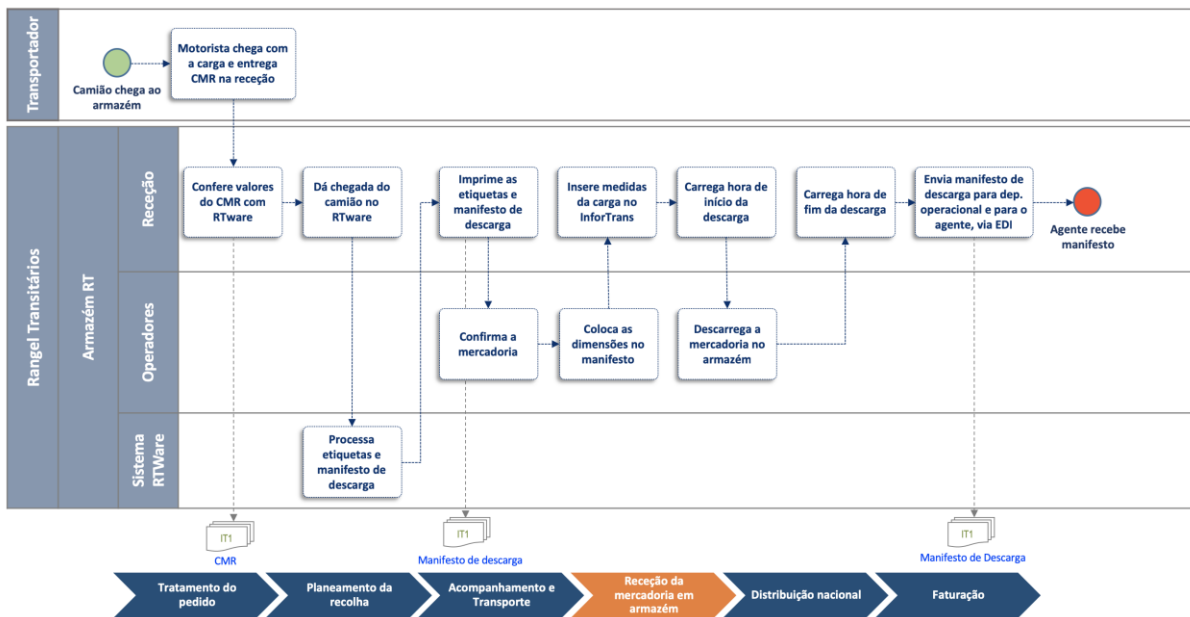 Transportador
Camião chega ao
armazém
Motorista chega com
a carga e entrega
CMR na receção
Rangel Transitários
Armazém RT
Receção
Confere valores
do CMR com
RTware
Dá chegada do
camião no
RTware
Imprime as
etiquetas e
manifesto de
descarga
Insere medidas
da carga no
InforTrans
Carrega hora de
início da
descarga
Carrega hora de
fim da descarga
Envia manifesto de
descarga para dep.
operacional e para o
agente, via EDI
Agente recebe
manifesto
Operadores
Confirma a
mercadoria
Coloca as
dimensões no
manifesto
Descarrega a
mercadoria no
armazém
Sistema
RTWare
Processa
etiquetas e
manifesto de
descarga
IT1
CMR
IT1
Manifesto de descarga
IT1
Manifesto de Descarga
Tratamento do
pedido
Planeamento da
recolha
Acompanhamento e
Transporte
Receção da
mercadoria em
armazém
Distribuição nacional
Faturação